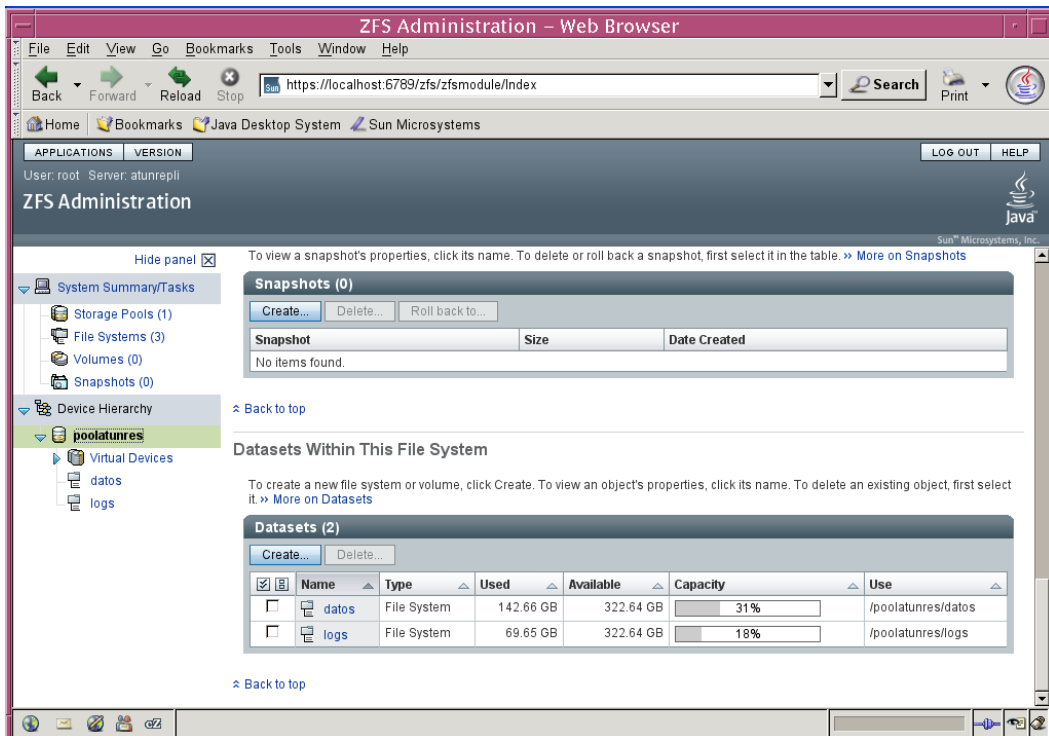 ZFS Administration – Web Browser
File Edit View Go Bookmarks Tools Window Help
Back Forward Reload Stop Sun https://localhost:6789/zfs/zfsmodule/Index Search Print
Home Bookmarks Java Desktop System Sun Microsystems
APPLICATIONS VERSION LOG OUT HELP
User: root Server: atunrepli
ZFS Administration
Java™
Sun™ Microsystems, Inc.
Hide panel
System Summary/Tasks
Storage Pools (1)
File Systems (3)
Volumes (0)
Snapshots (0)
Device Hierarchy
poolatunres
Virtual Devices
datos
logs
To view a snapshot's properties, click its name. To delete or roll back a snapshot, first select it in the table. » More on Snapshots
Snapshots (0)
Create... Delete... Roll back to...
Snapshot Size Date Created
No items found.
Back to top
Datasets Within This File System
To create a new file system or volume, click Create. To view an object's properties, click its name. To delete an existing object, first select
it. » More on Datasets
Datasets (2)
Create... Delete...
Name Type Used Available Capacity Use
datos File System 142.66 GB 322.64 GB 31% /poolatunres/datos
logs File System 69.65 GB 322.64 GB 18% /poolatunres/logs
Back to top